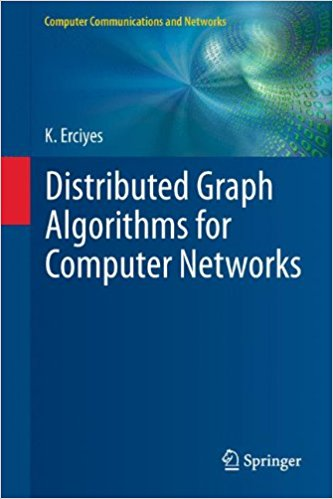 Computer Communications and Networks
K. Erciyes
Distributed Graph
Algorithms for
Computer Networks
Springer